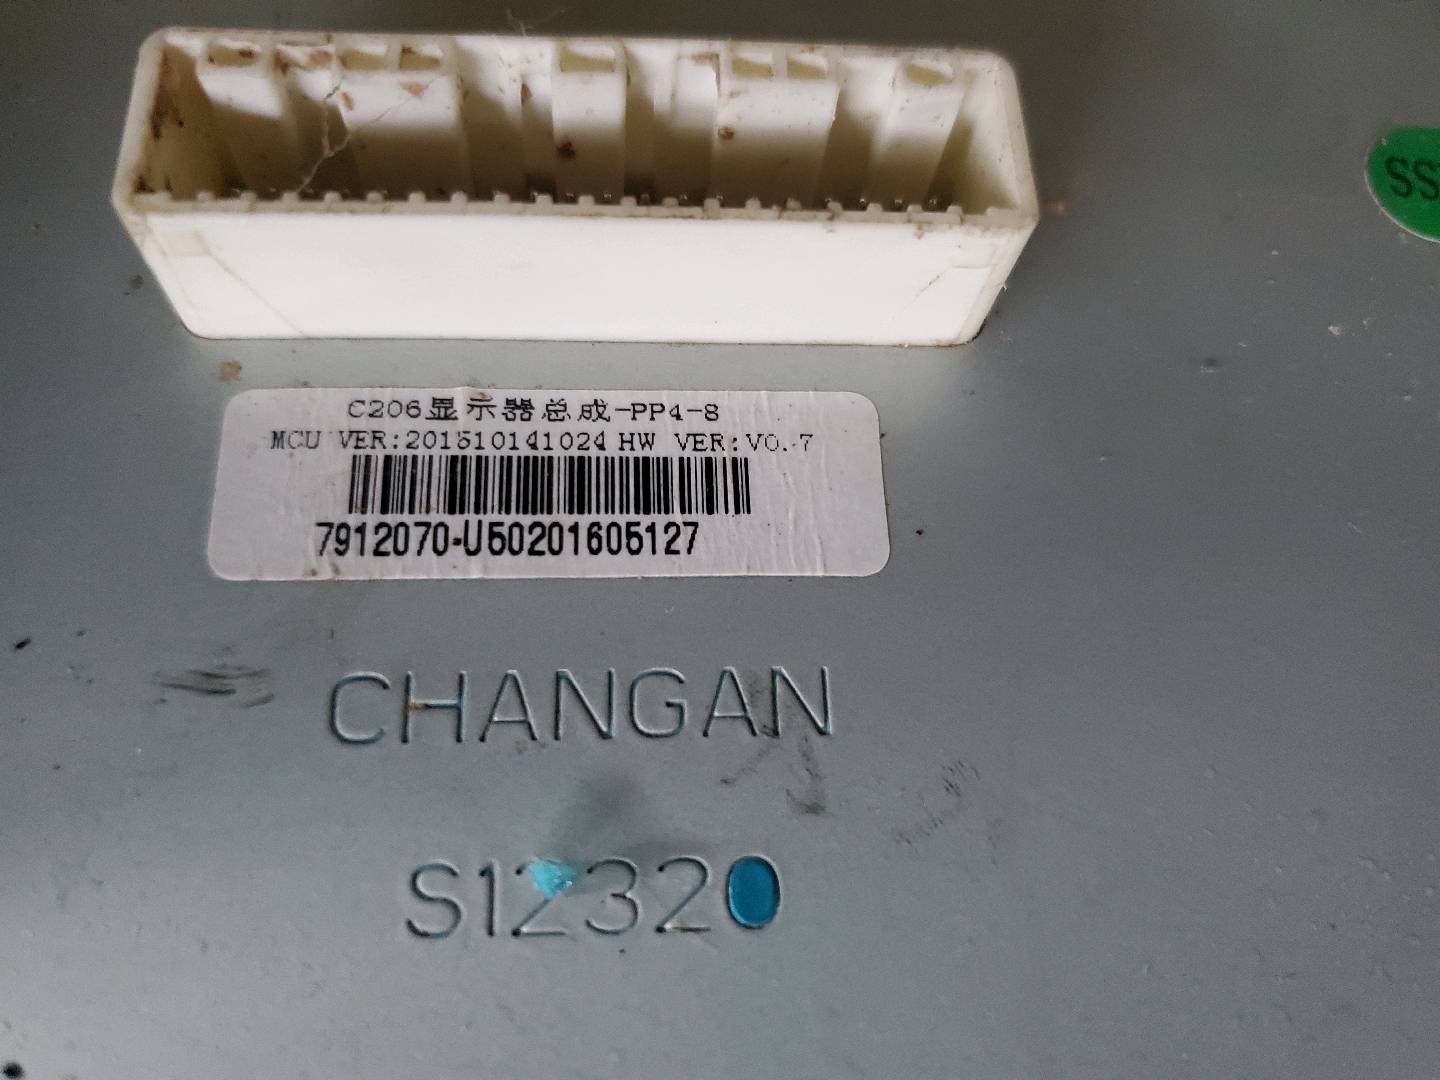 SS
C206显示器总成-PP4-8
MCU VER:201510141024 HW VER:V0.7
7912070-U50201605127
CHANGAN
S12320